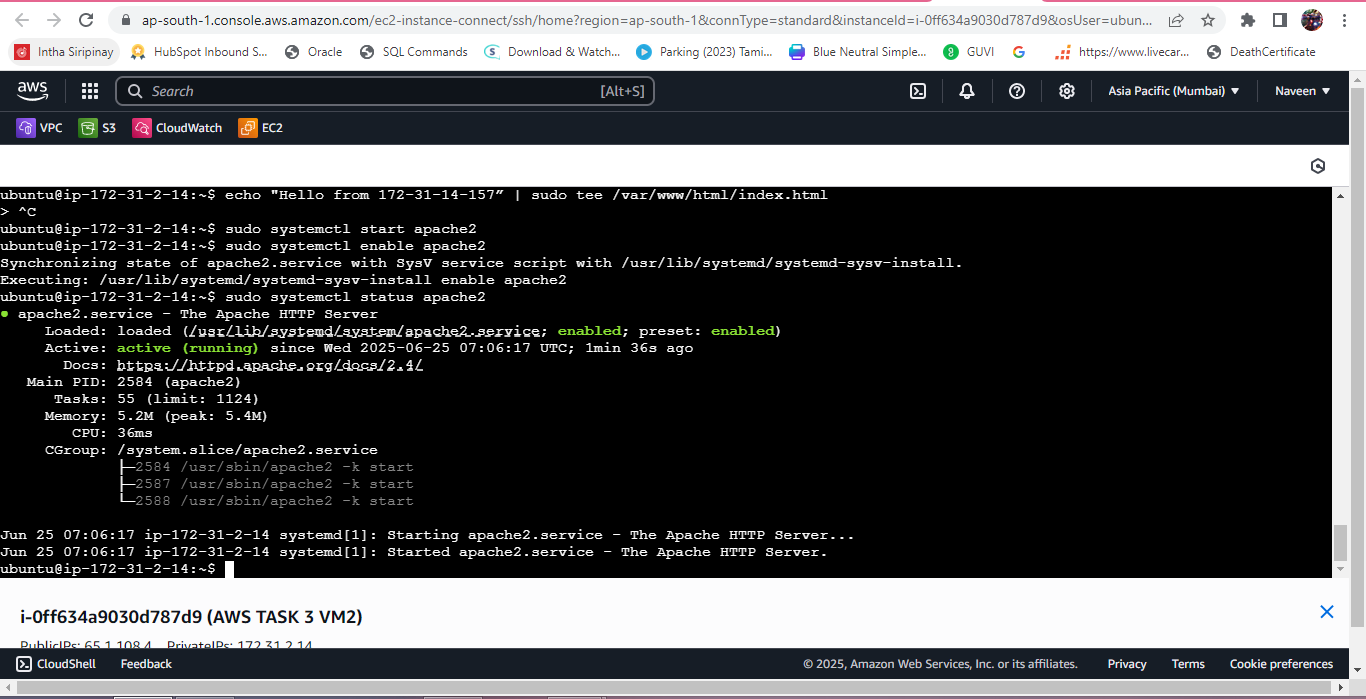 ap-south-1.console.aws.amazon.com/ec2-instance-connect/ssh/home?region=ap-south-1&connType=standard&instanceId=i-0ff634a9030d787d9&osUser=ubun...
Intha Siripinay HubSpot Inbound S... Oracle SQL Commands Download & Watch... Parking (2023) Tami... Blue Neutral Simple... GUVI https://www.livecar... DeathCertificate
aws Search [Alt+S] Asia Pacific (Mumbai) Naveen
VPC S3 CloudWatch EC2
ubuntu@ip-172-31-2-14:~$ echo "Hello from 172-31-14-157” | sudo tee /var/www/html/index.html
> ^C
ubuntu@ip-172-31-2-14:~$ sudo systemctl start apache2
ubuntu@ip-172-31-2-14:~$ sudo systemctl enable apache2
Synchronizing state of apache2.service with SysV service script with /usr/lib/systemd/systemd-sysv-install.
Executing: /usr/lib/systemd/systemd-sysv-install enable apache2
ubuntu@ip-172-31-2-14:~$ sudo systemctl status apache2
● apache2.service - The Apache HTTP Server
Loaded: loaded (/usr/lib/systemd/system/apache2.service; enabled; preset: enabled)
Active: active (running) since Wed 2025-06-25 07:06:17 UTC; 1min 36s ago
Docs: https://httpd.apache.org/docs/2.4/
Main PID: 2584 (apache2)
Tasks: 55 (limit: 1124)
Memory: 5.2M (peak: 5.4M)
CPU: 36ms
CGroup: /system.slice/apache2.service
├─2584 /usr/sbin/apache2 -k start
├─2587 /usr/sbin/apache2 -k start
└─2588 /usr/sbin/apache2 -k start
Jun 25 07:06:17 ip-172-31-2-14 systemd[1]: Starting apache2.service - The Apache HTTP Server...
Jun 25 07:06:17 ip-172-31-2-14 systemd[1]: Started apache2.service - The Apache HTTP Server.
ubuntu@ip-172-31-2-14:~$
i-0ff634a9030d787d9 (AWS TASK 3 VM2)
PublicIPs: 65.1.108.4 PrivateIPs: 172.31.2.14
CloudShell Feedback © 2025, Amazon Web Services, Inc. or its affiliates. Privacy Terms Cookie preferences